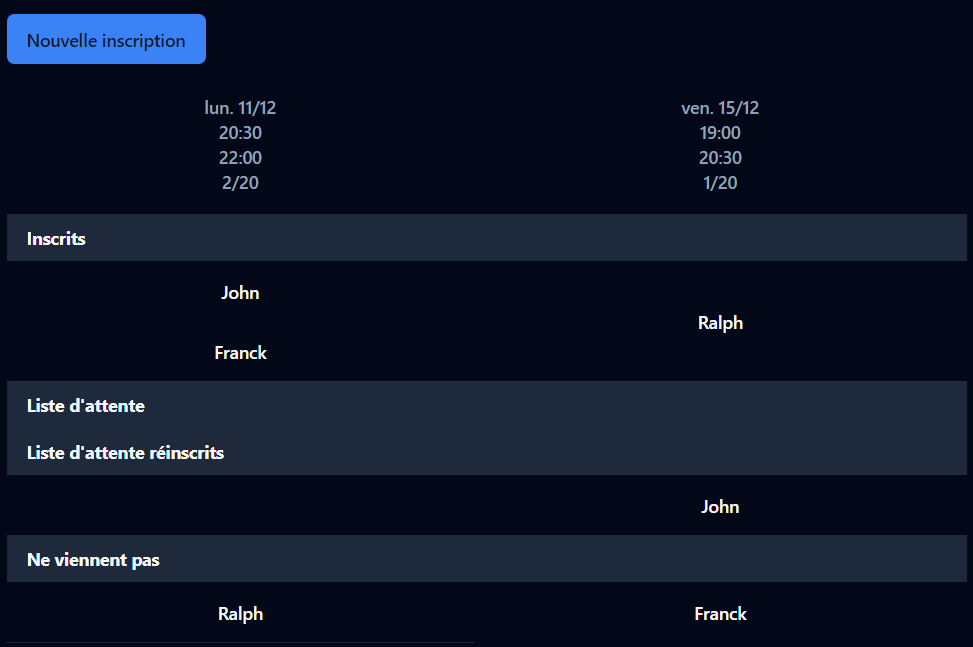 Nouvelle inscription
lun. 11/12
20:30
22:00
2/20
ven. 15/12
19:00
20:30
1/20
Inscrits
John
Franck
Ralph
Liste d'attente
Liste d'attente réinscrits
John
Ne viennent pas
Ralph
Franck